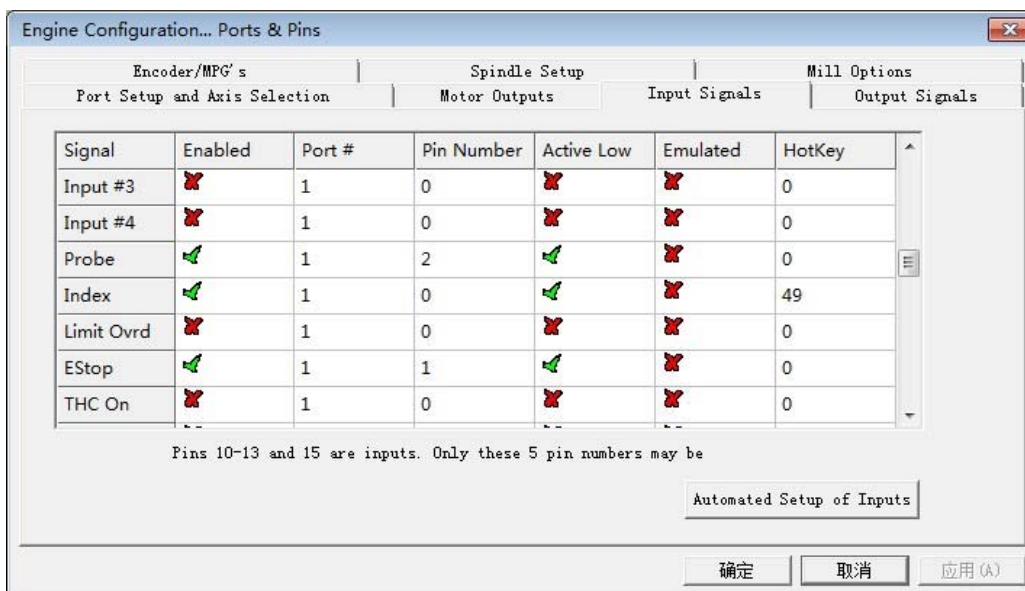 Engine Configuration... Ports & Pins
Encoder/MPG's Spindle Setup Mill Options
Port Setup and Axis Selection Motor Outputs Input Signals Output Signals
Signal Enabled Port # Pin Number Active Low Emulated HotKey
Input #3 1 0 0
Input #4 1 0 0
Probe 1 2 0
Index 1 0 49
Limit Ovrd 1 0 0
EStop 1 1 0
THC On 1 0 0
Pins 10-13 and 15 are inputs. Only these 5 pin numbers may be
Automated Setup of Inputs
确定 取消 应用(A)